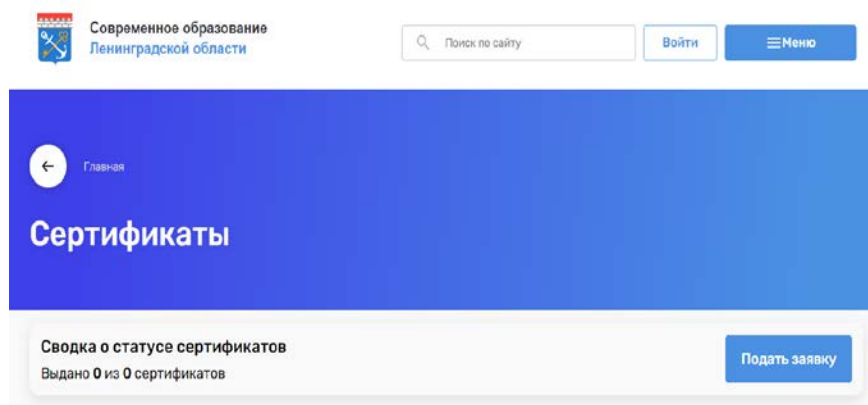 Современное образование
Ленинградской области
Поиск по сайту
Войти
Меню
Главная
Сертификаты
Сводка о статусе сертификатов
Выдано 0 из 0 сертификатов
Подать заявку